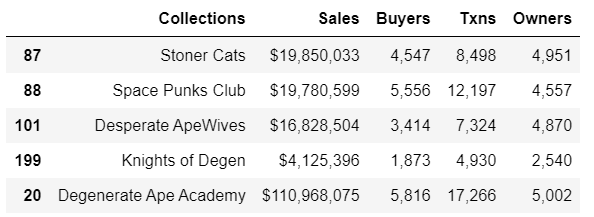 Collections Sales Buyers Txns Owners
87 Stoner Cats $19,850,033 4,547 8,498 4,951
88 Space Punks Club $19,780,599 5,556 12,197 4,557
101 Desperate ApeWives $16,828,504 3,414 7,324 4,870
199 Knights of Degen $4,125,396 1,873 4,930 2,540
20 Degenerate Ape Academy $110,968,075 5,816 17,266 5,002